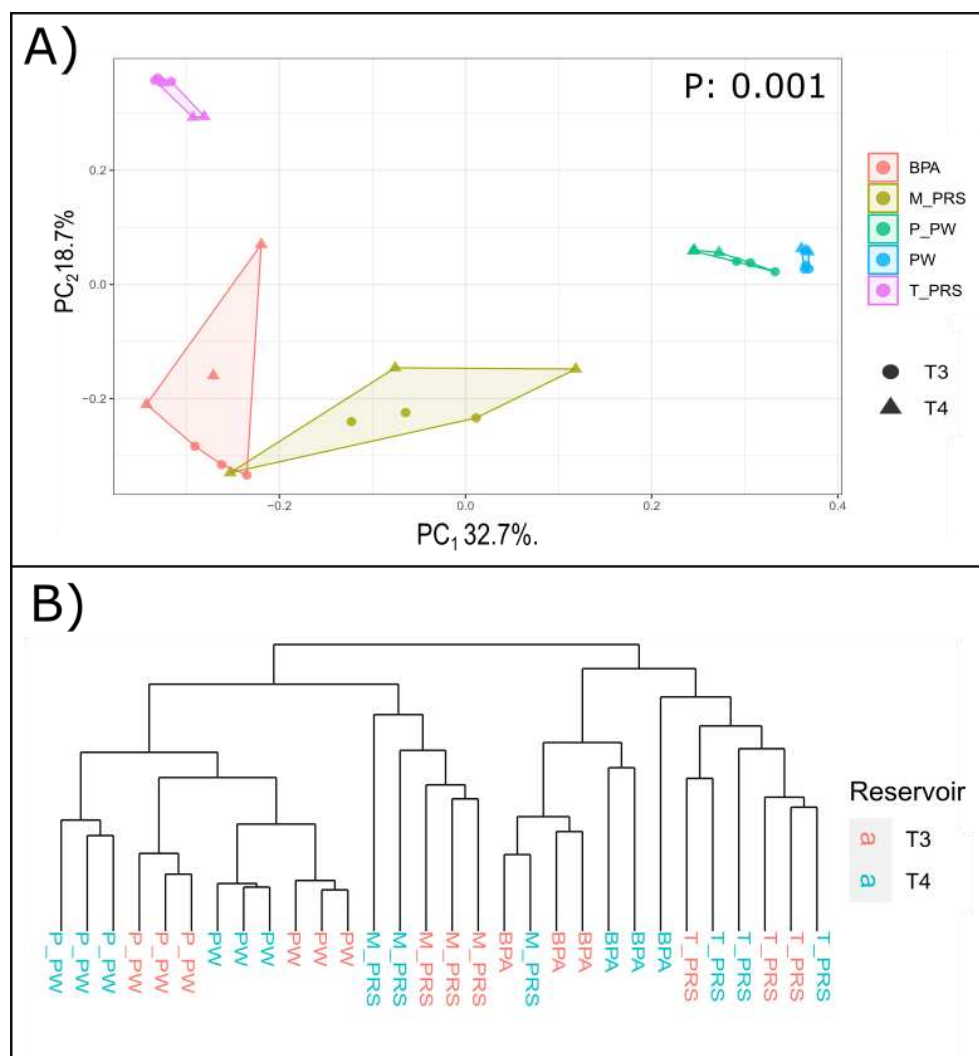 A)
P: 0.001
0.2
0.0
−0.2
−0.2
0.0
0.2
0.4
PC2 18.7%
PC1 32.7%.
BPA
M_PRS
P_PW
PW
T_PRS
T3
T4
B)
P_PW
P_PW
P_PW
P_PW
P_PW
P_PW
PW
PW
PW
PW
PW
PW
M_PRS
M_PRS
M_PRS
M_PRS
M_PRS
BPA
M_PRS
BPA
BPA
BPA
BPA
BPA
T_PRS
T_PRS
T_PRS
T_PRS
T_PRS
T_PRS
Reservoir
a T3
a T4